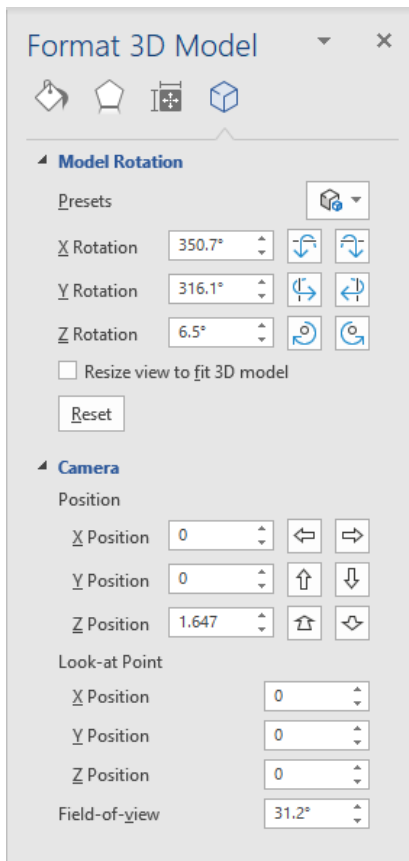 Format 3D Model
Model Rotation
Presets
X Rotation 350.7°
Y Rotation 316.1°
Z Rotation 6.5°
Resize view to fit 3D model
Reset
Camera
Position
X Position 0
Y Position 0
Z Position 1.647
Look-at Point
X Position 0
Y Position 0
Z Position 0
Field-of-view 31.2°